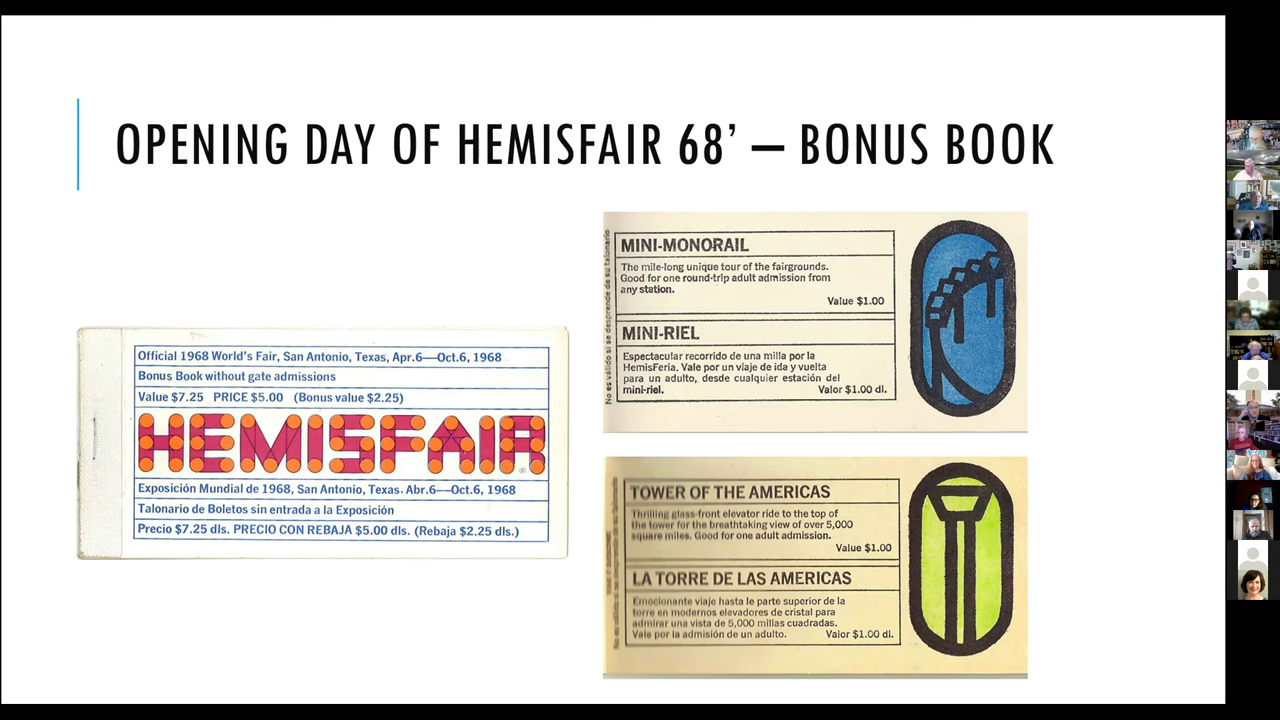 OPENING DAY OF HEMISFAIR 68’ — BONUS BOOK
Official 1968 World's Fair, San Antonio, Texas, Apr.6—Oct.6, 1968
Bonus Book without gate admissions
Value $7.25 PRICE $5.00 (Bonus value $2.25)
HEMISFAIR
®
Exposición Mundial de 1968, San Antonio, Texas. Abr.6—Oct.6, 1968
Talonario de Boletos sin entrada a la Exposición
Precio $7.25 dls. PRECIO CON REBAJA $5.00 dls. (Rebaja $2.25 dls.)
No es válido si se desprende de su talonario
MINI-MONORAIL
The mile-long unique tour of the fairgrounds.
Good for one round-trip adult admission from
any station.
Value $1.00
MINI-RIEL
Espectacular recorrido de una milla por la
HemisFeria. Vale por un viaje de ida y vuelta
para un adulto, desde cualquier estación del
mini-riel. Valor $1.00 dl.
TOWER OF THE AMERICAS
Thrilling glass-front elevator ride to the top of
the tower for the breathtaking view of over 5,000
square miles. Good for one adult admission.
Value $1.00
LA TORRE DE LAS AMERICAS
Emocionante viaje hasta le parte superior de la
torre en modernos elevadores de cristal para
admirar una vista de 5,000 millas cuadradas.
Vale por la admisión de un adulto. Valor $1.00 dl.